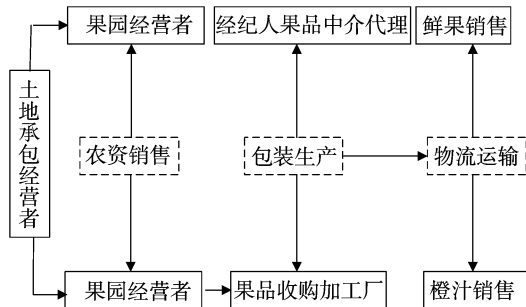 果园经营者 经纪人果品中介代理 鲜果销售
土地承包经营者
农资销售 包装生产 物流运输
果园经营者 果品收购加工厂 橙汁销售